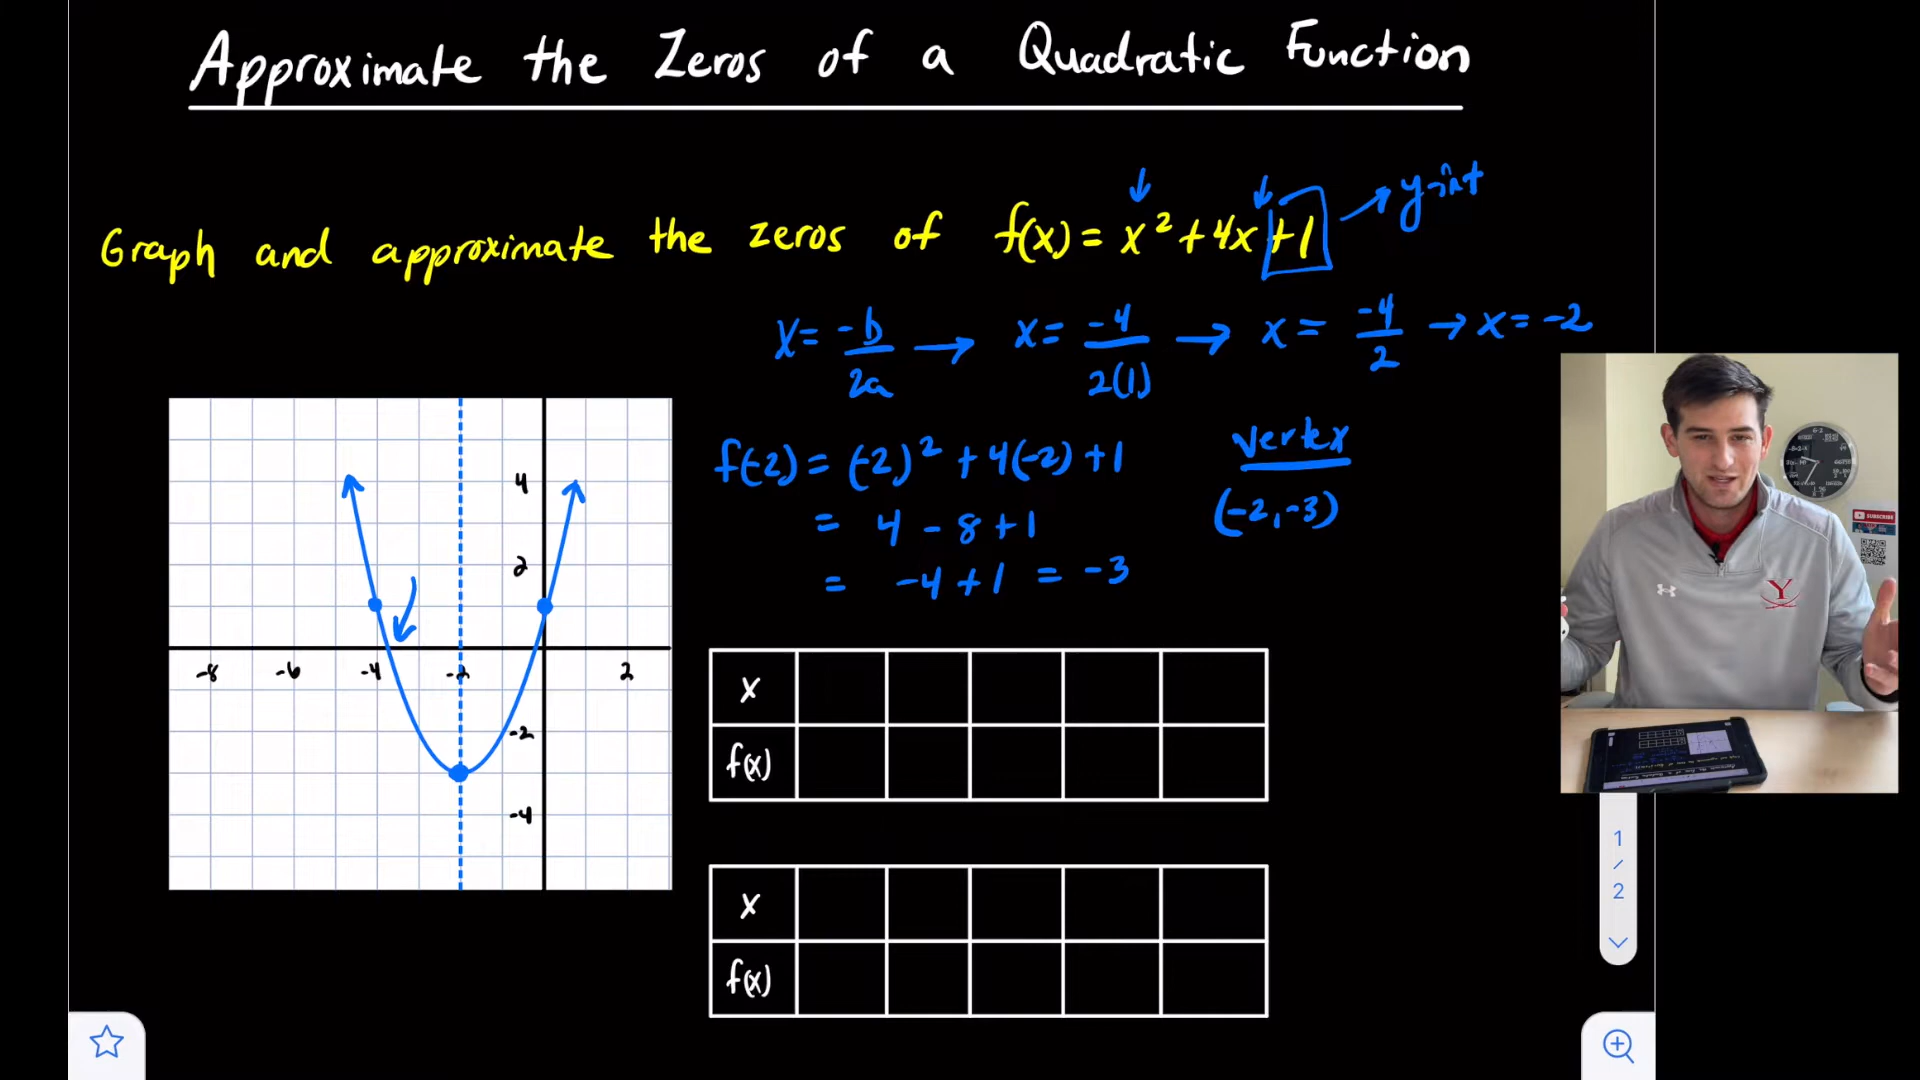 Approximate the Zeros of a Quadratic Function
Graph and approximate the zeros of f(x) = x² + 4x + 1 → y-int
x = -b/2a → x = -4/2(1) → x = -4/2 → x = -2
f(-2) = (-2)² + 4(-2) + 1
= 4 - 8 + 1
= -4 + 1 = -3
vertex
(-2, -3)
4
2
-8 -6 -4 -2 2
-2
-4
x
f(x)
x
f(x)
SUBSCRIBE
Y
1
/
2